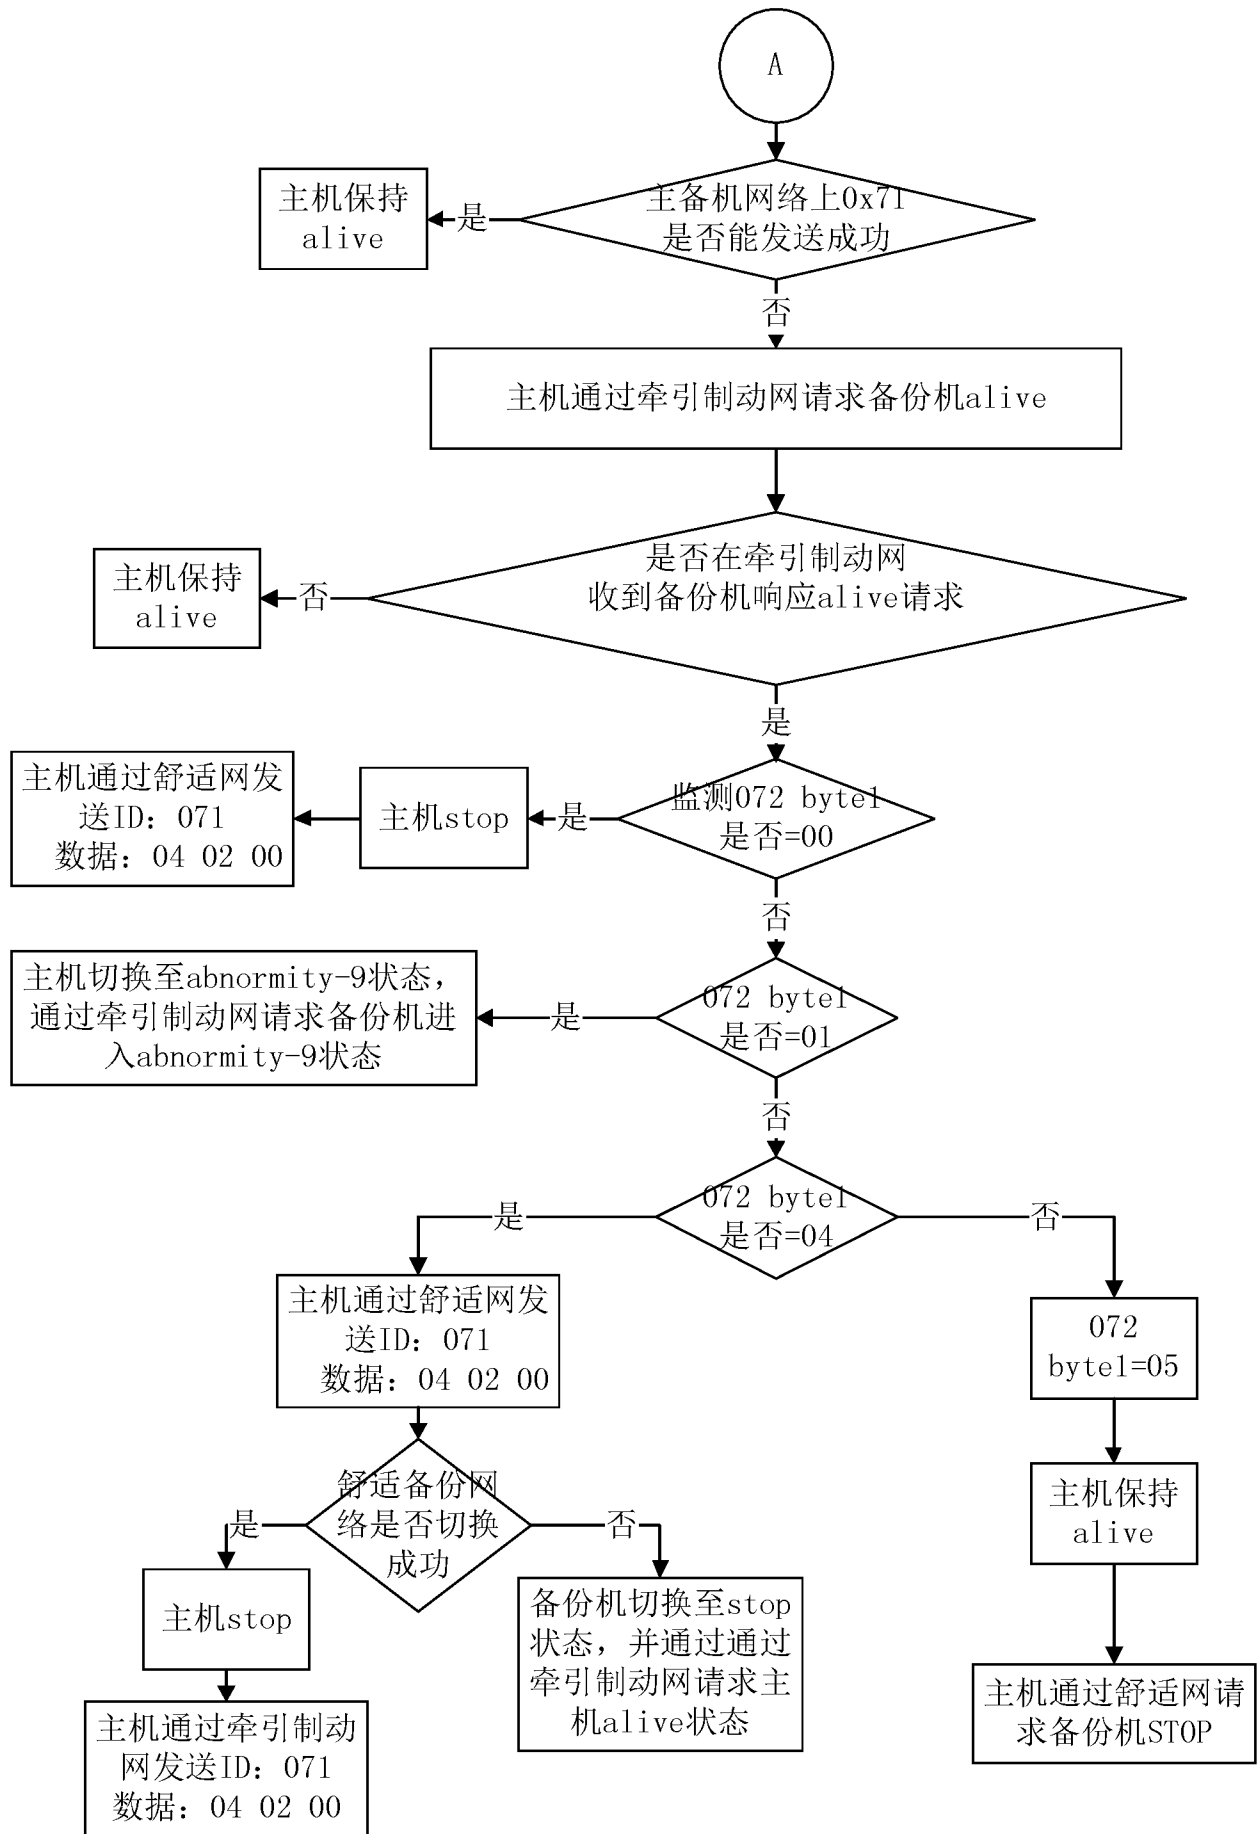 A
主备机网络上0x71
是否能发送成功
是
主机保持
alive
否
主机通过牵引制动网请求备份机alive
是否在牵引制动网
收到备份机响应alive请求
否
主机保持
alive
是
监测072 byte1
是否=00
是
主机stop
主机通过舒适网发
送ID：071
数据：04 02 00
否
072 byte1
是否=01
是
主机切换至abnormity-9状态，
通过牵引制动网请求备份机进
入abnormity-9状态
否
072 byte1
是否=04
是
否
主机通过舒适网发
送ID：071
数据：04 02 00
072
byte1=05
舒适备份网
络是否切换
成功
是
否
主机保持
alive
主机stop
备份机切换至stop
状态，并通过通过
牵引制动网请求主
机alive状态
主机通过舒适网请
求备份机STOP
主机通过牵引制动
网发送ID：071
数据：04 02 00